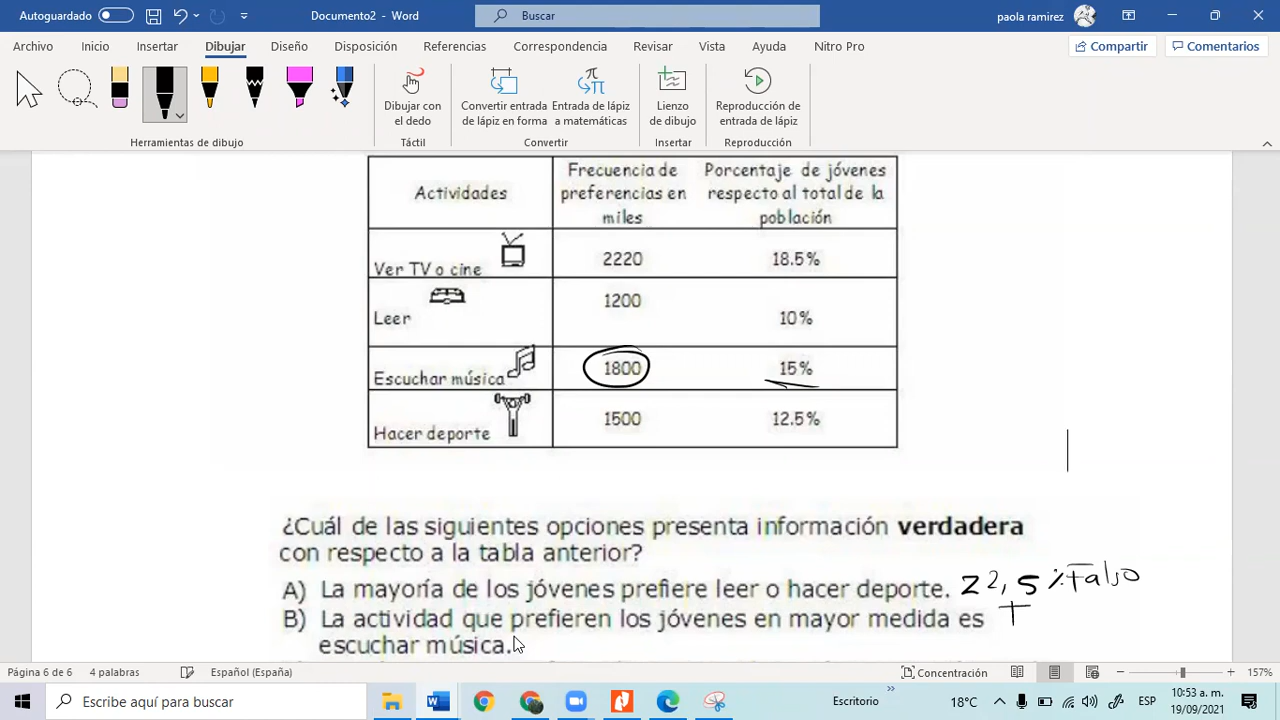 Autoguardado
Documento2 - Word
Buscar
paola ramirez
Archivo Inicio Insertar Dibujar Diseño Disposición Referencias Correspondencia Revisar Vista Ayuda Nitro Pro
Compartir Comentarios
Dibujar con el dedo
Convertir entrada de lápiz en forma
Entrada de lápiz a matemáticas
Lienzo de dibujo
Reproducción de entrada de lápiz
Herramientas de dibujo Táctil Convertir Insertar Reproducción
Actividades
Frecuencia de preferencias en miles
Porcentaje de jóvenes respecto al total de la población
Ver TV o cine 2220 18.5%
Leer 1200 10%
Escuchar música 1800 15%
Hacer deporte 1500 12.5%
¿Cuál de las siguientes opciones presenta información verdadera
con respecto a la tabla anterior?
A) La mayoría de los jóvenes prefiere leer o hacer deporte. 22,5 % Falso
B) La actividad que prefieren los jóvenes en mayor medida es
escuchar música.
Página 6 de 6 4 palabras Español (España) Concentración 157%
Escribe aquí para buscar
Escritorio
18°C
ESP
10:53 a. m.
19/09/2021